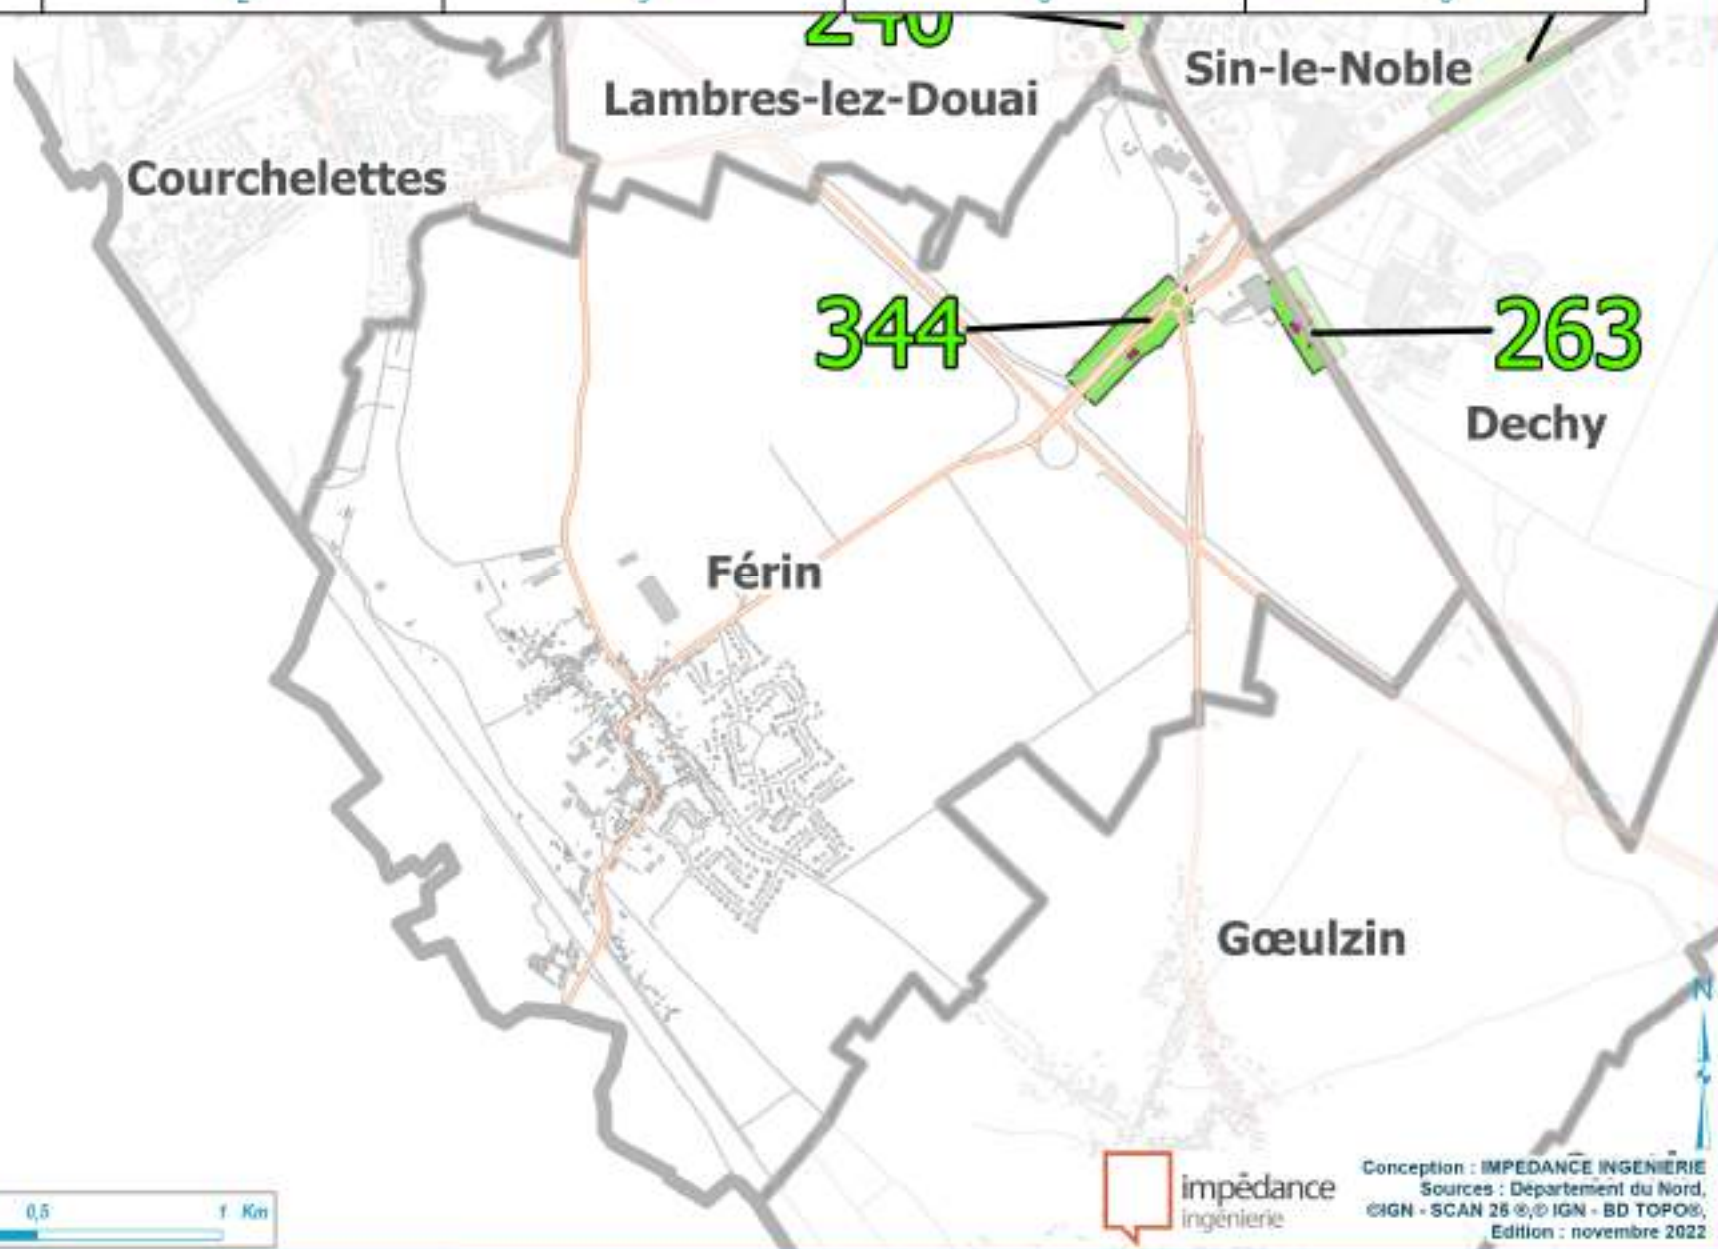 240
Sin-le-Noble
Lambres-lez-Douai
Courchelettes
344
263
Dechy
Férin
Gœulzin
N
impédance
ingénierie
Conception : IMPEDANCE INGENIERIE
Sources : Département du Nord,
©IGN - SCAN 25 ®,© IGN - BD TOPO®,
Edition : novembre 2022
0,5 1 Km